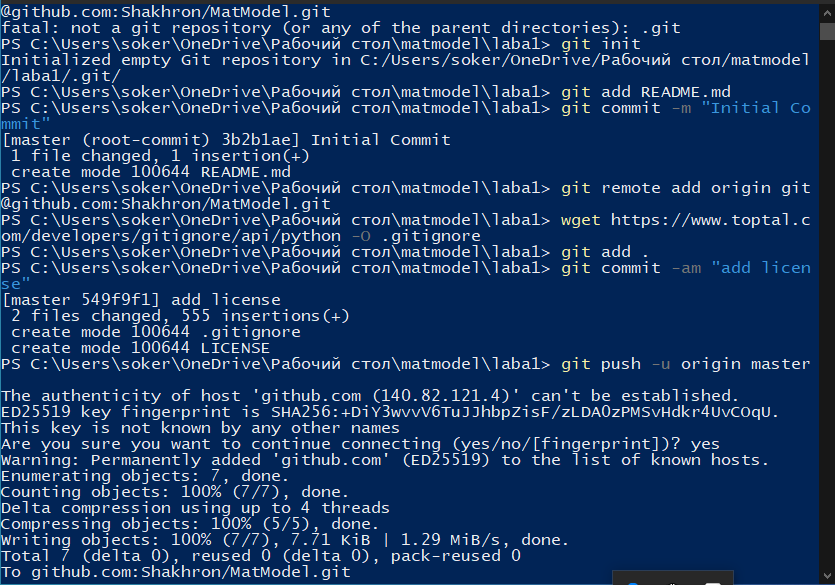 @github.com:Shakhron/MatModel.git
fatal: not a git repository (or any of the parent directories): .git
PS C:\Users\soker\OneDrive\Рабочий стол\matmodel\laba1> git init
Initialized empty Git repository in C:/Users/soker/OneDrive/Рабочий стол/matmodel
/laba1/.git/
PS C:\Users\soker\OneDrive\Рабочий стол\matmodel\laba1> git add README.md
PS C:\Users\soker\OneDrive\Рабочий стол\matmodel\laba1> git commit -m "Initial Co
mmit"
[master (root-commit) 3b2b1ae] Initial Commit
 1 file changed, 1 insertion(+)
 create mode 100644 README.md
PS C:\Users\soker\OneDrive\Рабочий стол\matmodel\laba1> git remote add origin git
@github.com:Shakhron/MatModel.git
PS C:\Users\soker\OneDrive\Рабочий стол\matmodel\laba1> wget https://www.toptal.c
om/developers/gitignore/api/python -O .gitignore
PS C:\Users\soker\OneDrive\Рабочий стол\matmodel\laba1> git add .
PS C:\Users\soker\OneDrive\Рабочий стол\matmodel\laba1> git commit -am "add licen
se"
[master 549f9f1] add license
 2 files changed, 555 insertions(+)
 create mode 100644 .gitignore
 create mode 100644 LICENSE
PS C:\Users\soker\OneDrive\Рабочий стол\matmodel\laba1> git push -u origin master
The authenticity of host 'github.com (140.82.121.4)' can't be established.
ED25519 key fingerprint is SHA256:+DiY3wvvV6TuJJhbpZisF/zLDA0zPMSvHdkr4UvCOqU.
This key is not known by any other names
Are you sure you want to continue connecting (yes/no/[fingerprint])? yes
Warning: Permanently added 'github.com' (ED25519) to the list of known hosts.
Enumerating objects: 7, done.
Counting objects: 100% (7/7), done.
Delta compression using up to 4 threads
Compressing objects: 100% (5/5), done.
Writing objects: 100% (7/7), 7.71 KiB | 1.29 MiB/s, done.
Total 7 (delta 0), reused 0 (delta 0), pack-reused 0
To github.com:Shakhron/MatModel.git